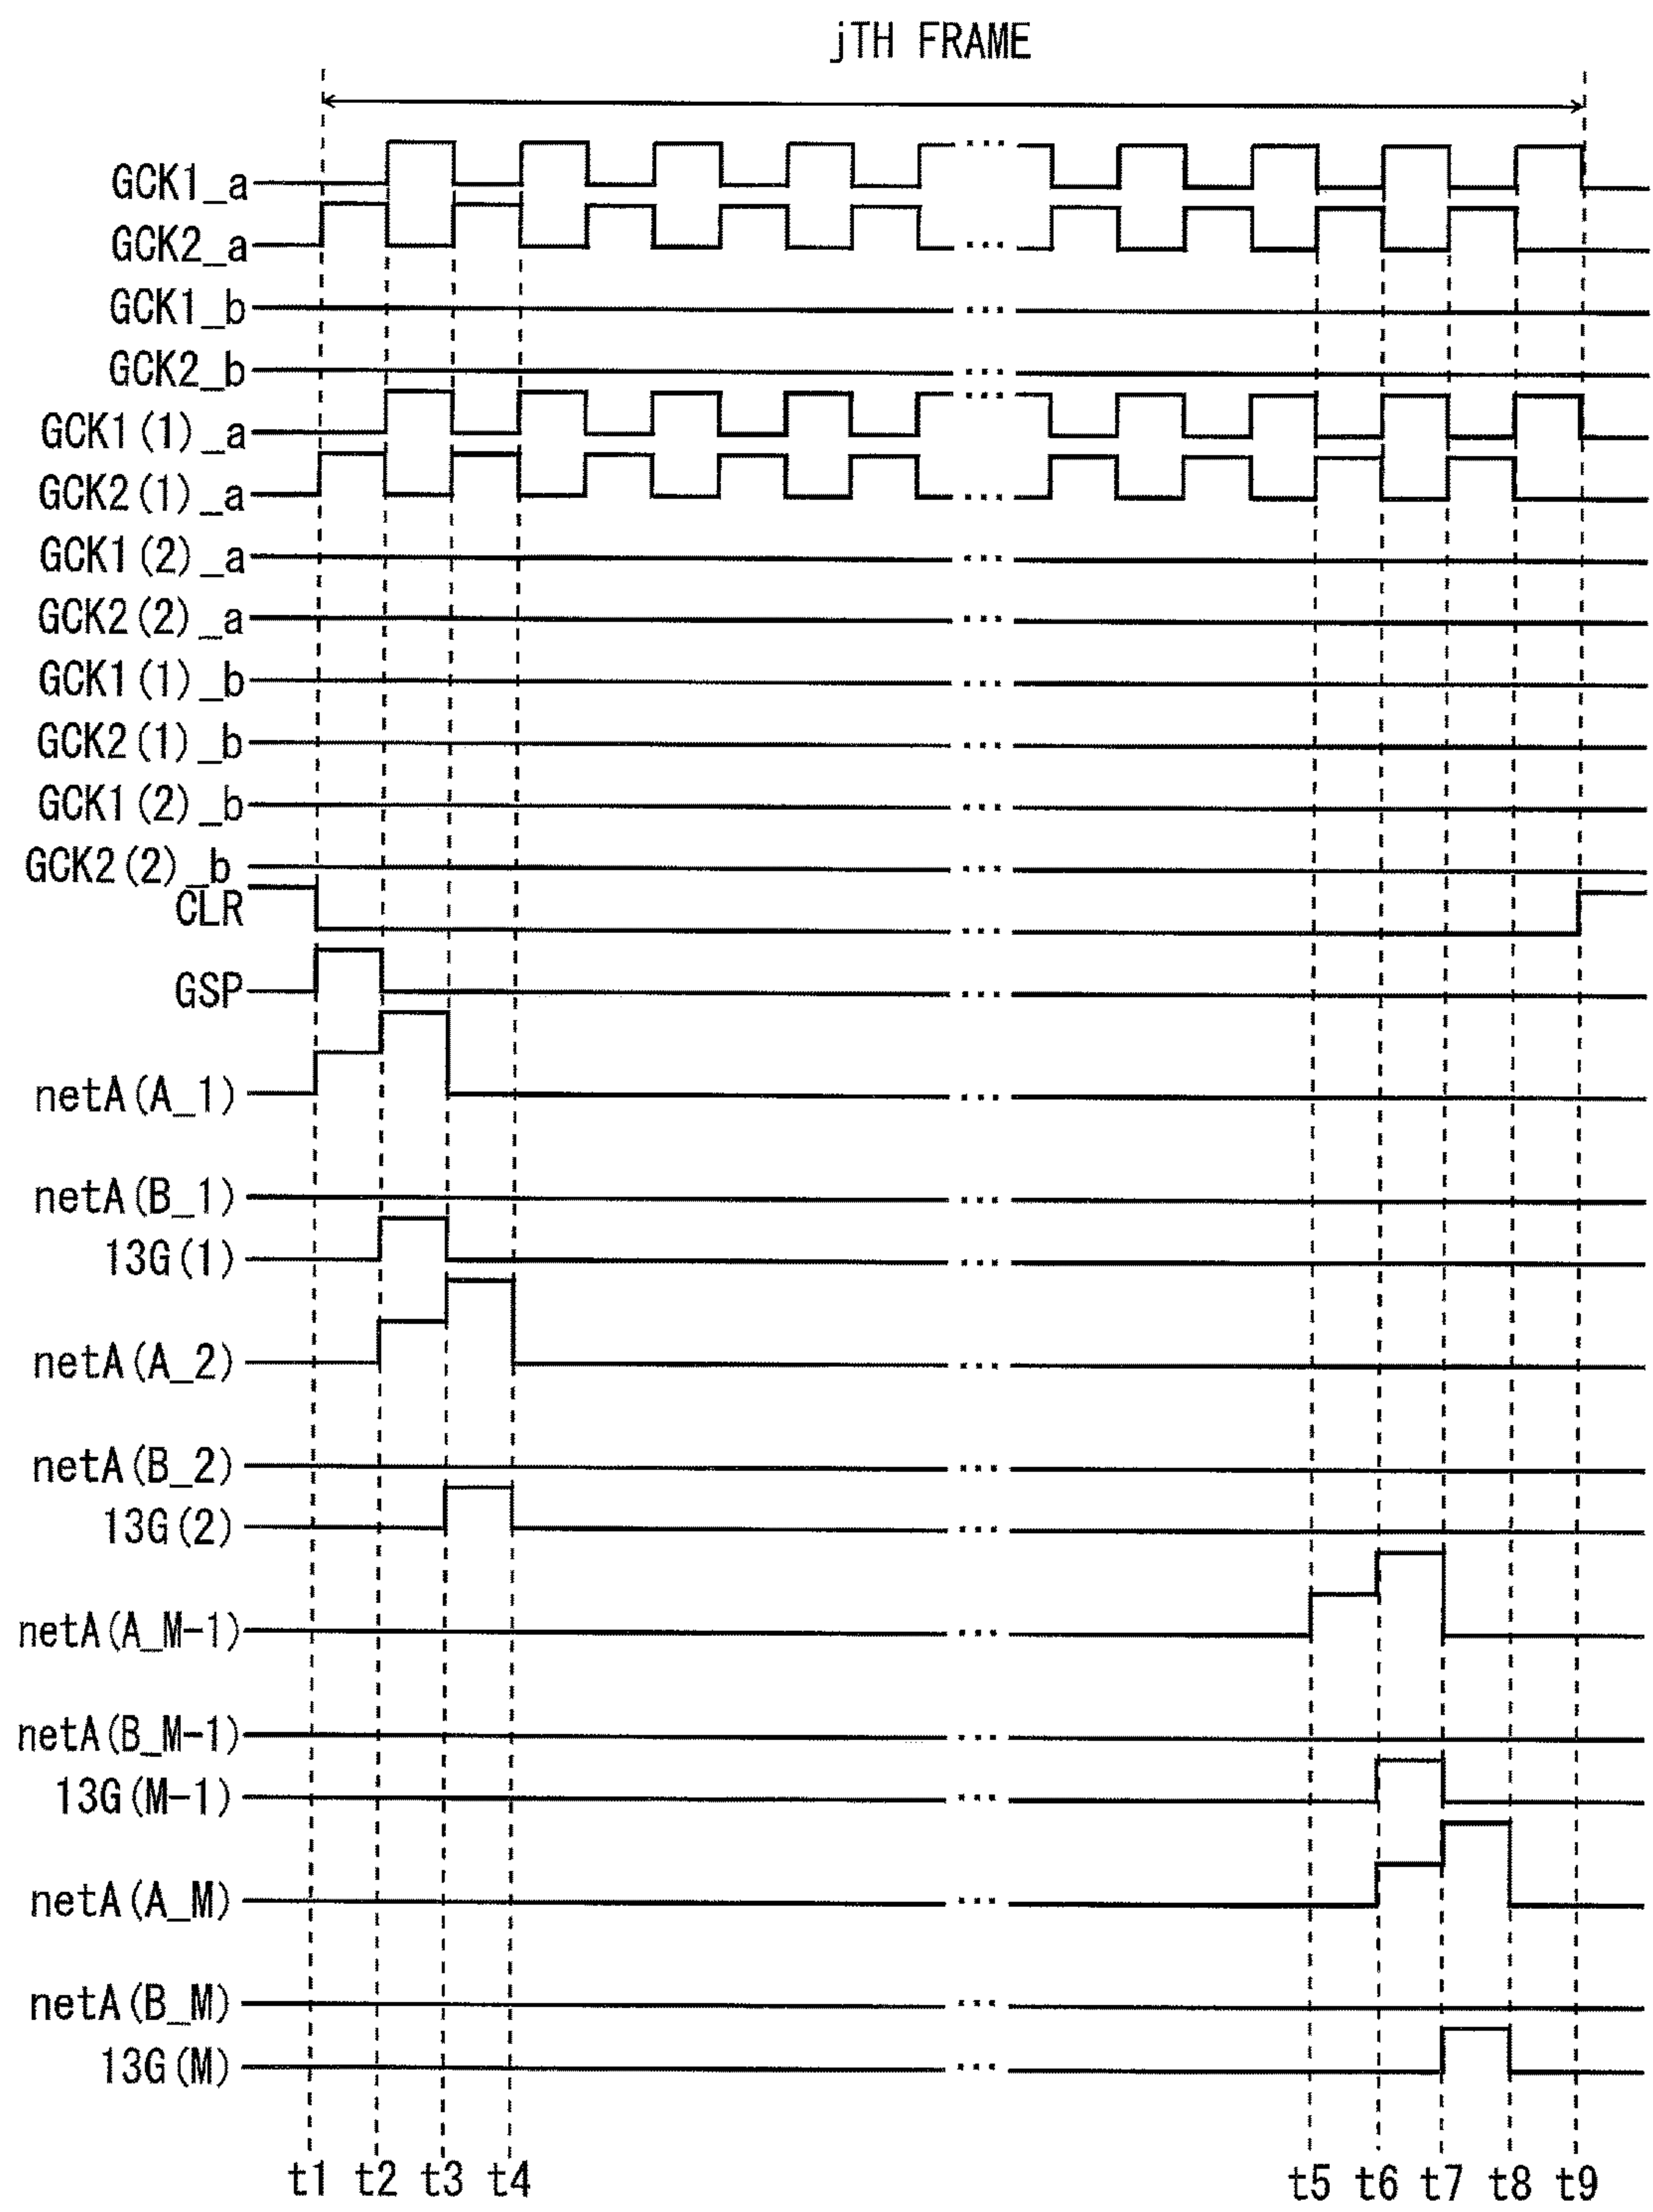 jTH FRAME
GCK1_a
GCK2_a
GCK1_b
GCK2_b
GCK1(1)_a
GCK2(1)_a
GCK1(2)_a
GCK2(2)_a
GCK1(1)_b
GCK2(1)_b
GCK1(2)_b
GCK2(2)_b
CLR
GSP
netA(A_1)
netA(B_1)
13G(1)
netA(A_2)
netA(B_2)
13G(2)
netA(A_M-1)
netA(B_M-1)
13G(M-1)
netA(A_M)
netA(B_M)
13G(M)
t1 t2 t3 t4 t5 t6 t7 t8 t9